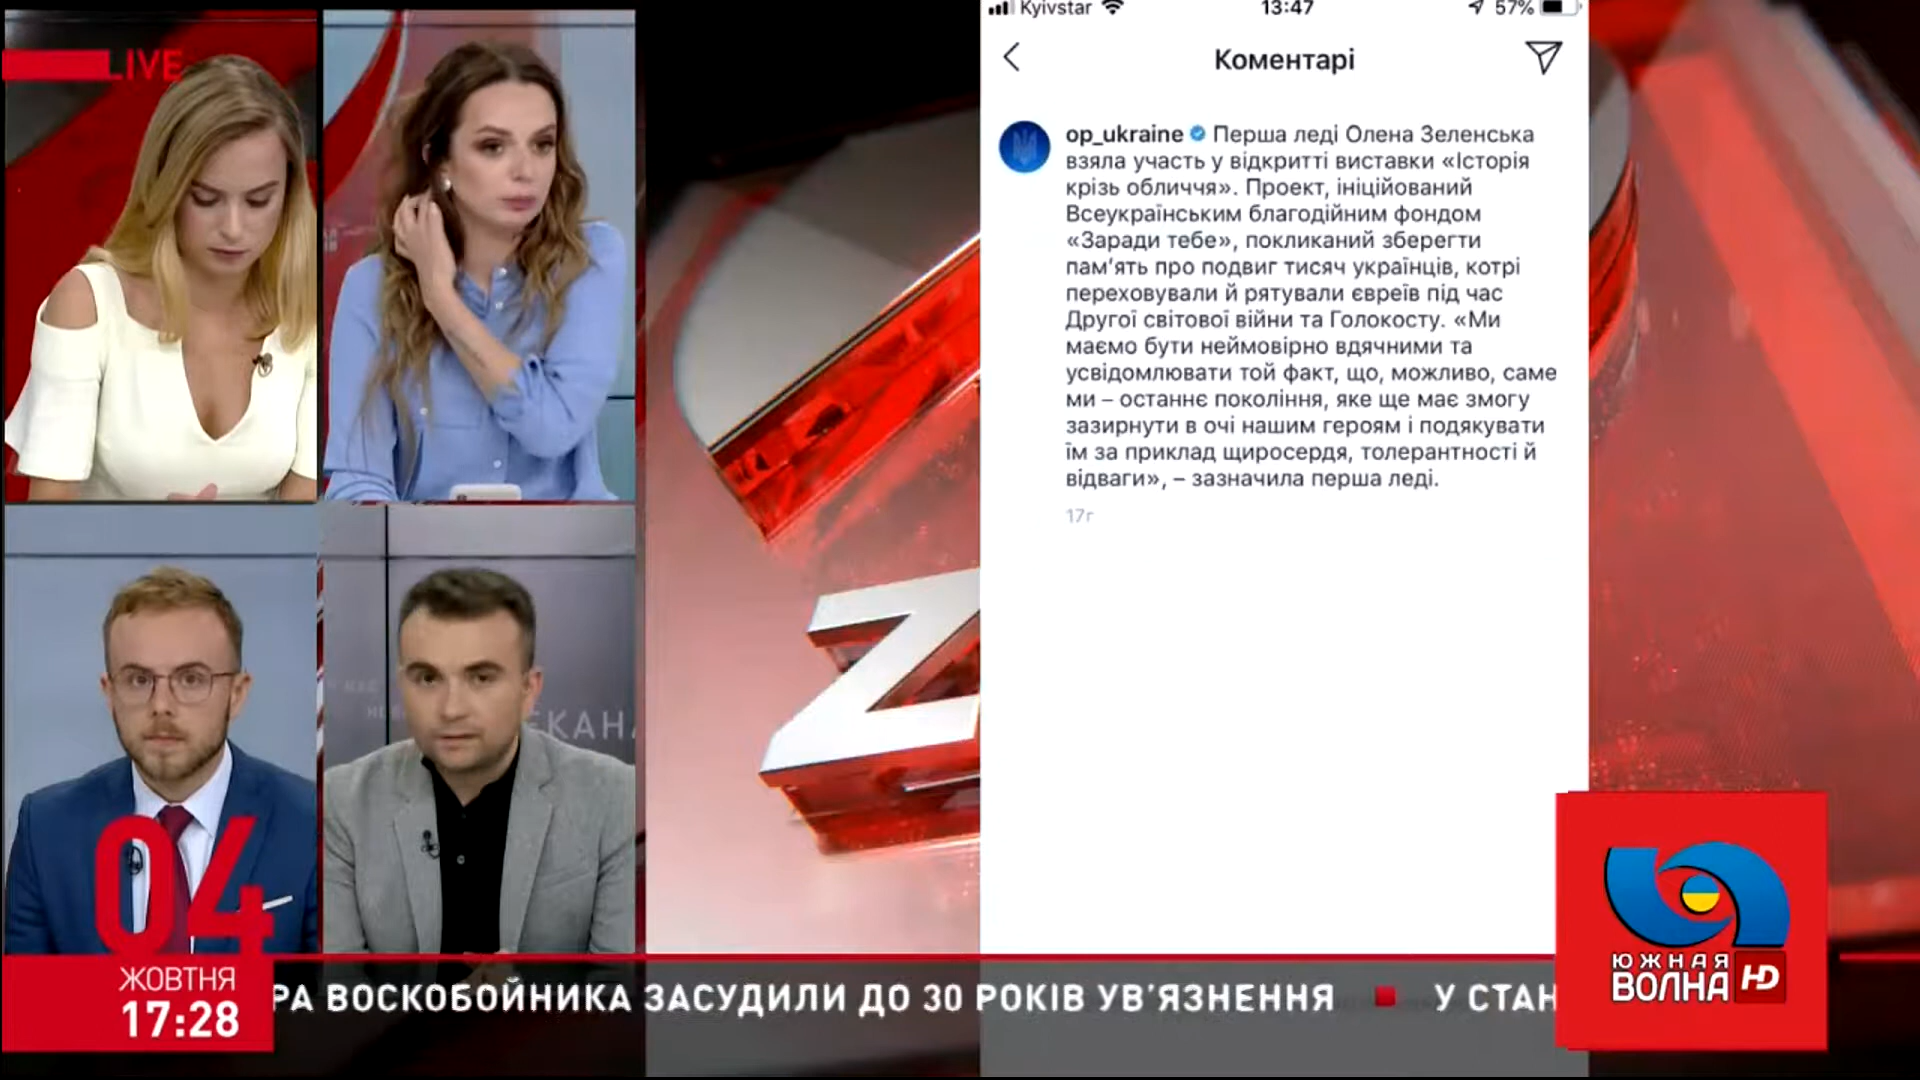 LIVE
Kyivstar
13:47
57%
Коментарі
op_ukraine Перша леді Олена Зеленська
взяла участь у відкритті виставки «Історія
крізь обличчя». Проект, ініційований
Всеукраїнським благодійним фондом
«Заради тебе», покликаний зберегти
пам'ять про подвиг тисяч українців, котрі
переховували й рятували євреїв під час
Другої світової війни та Голокосту. «Ми
маємо бути неймовірно вдячними та
усвідомлювати той факт, що, можливо, саме
ми – останнє покоління, яке ще має змогу
зазирнути в очі нашим героям і подякувати
їм за приклад щиросердя, толерантності й
відваги», – зазначила перша леді.
17г
ЕКАНА
Z
04
ЖОВТНЯ
17:28
РА ВОСКОБОЙНИКА ЗАСУДИЛИ ДО 30 РОКІВ УВ'ЯЗНЕННЯ
У СТАН
ЮЖНАЯ
ВОЛНА HD